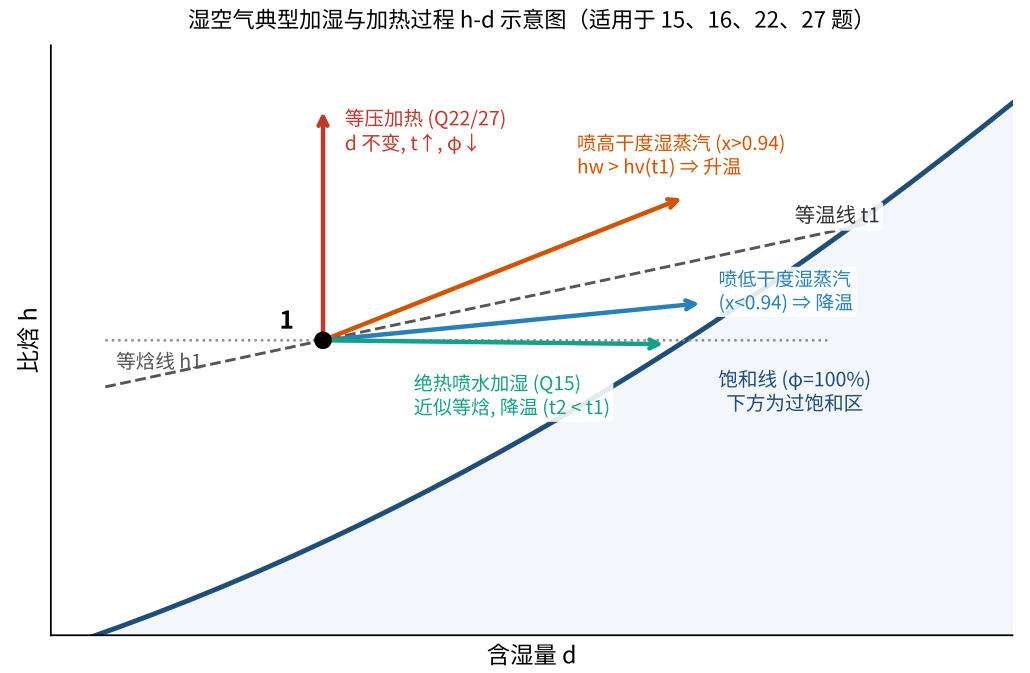 湿空气典型加湿与加热过程 h-d 示意图（适用于 15、16、22、27 题）
等压加热 (Q22/27)
d 不变, t↑, φ↓
喷高干度湿蒸汽 (x>0.94)
hw > hv(t1) ⇒ 升温
等温线 t1
喷低干度湿蒸汽
(x<0.94) ⇒ 降温
1
等焓线 h1
绝热喷水加湿 (Q15)
近似等焓, 降温 (t2 < t1)
饱和线 (φ=100%)
下方为过饱和区
比焓 h
含湿量 d